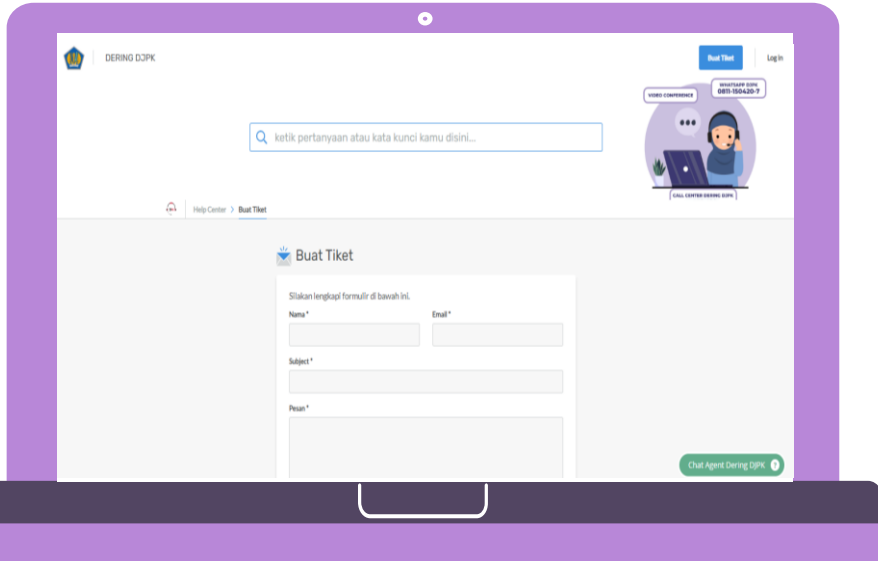 DERING DJPK
Buat Tiket
Log in
VIDEO CONFERENCE
WHATSAPP DJPK
0811-150420-7
ketik pertanyaan atau kata kunci kamu disini...
CALL CENTER DERING DJPK
Help Center > Buat Tiket
Buat Tiket
Silakan lengkapi formulir di bawah ini.
Nama * Email *
Subject *
Pesan *
Chat Agent Dering DJPK ?